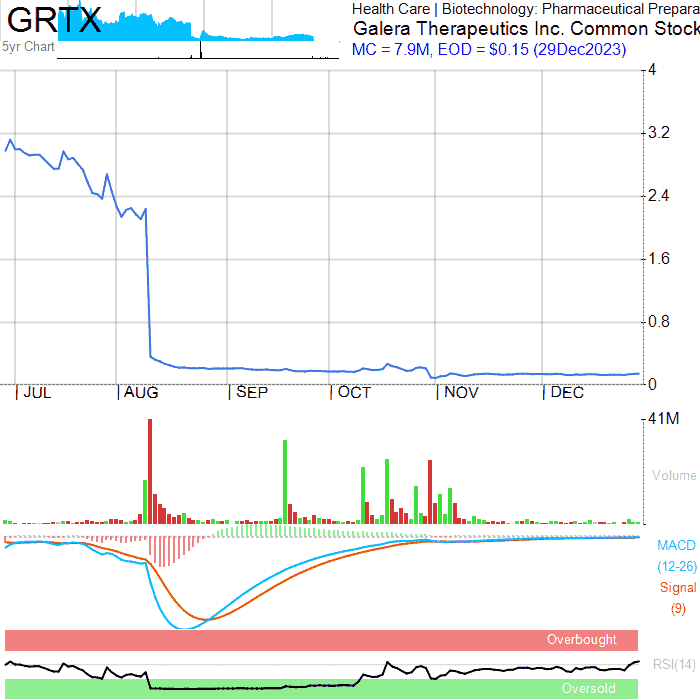 GRTX
5yr Chart
Health Care | Biotechnology: Pharmaceutical Prepara
Galera Therapeutics Inc. Common Stock
MC = 7.9M, EOD = $0.15 (29Dec2023)
4
3.2
2.4
1.6
0.8
0
JUL
AUG
SEP
OCT
NOV
DEC
41M
Volume
MACD
(12-26)
Signal
(9)
Overbought
RSI(14)
Oversold